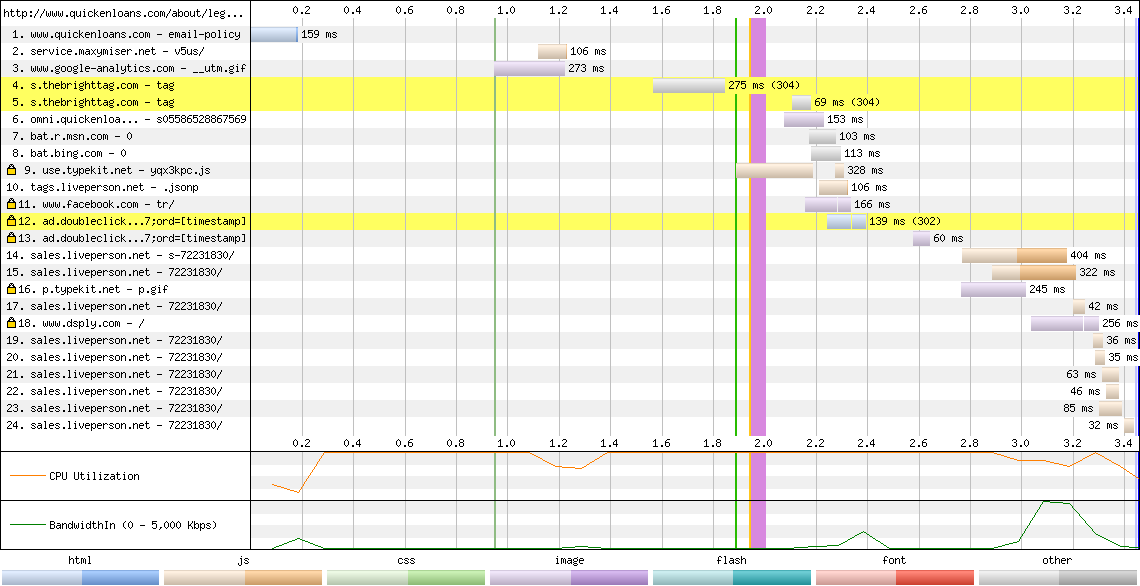 http://www.quickenloans.com/about/leg... 0.2 0.4 0.6 0.8 1.0 1.2 1.4 1.6 1.8 2.0 2.2 2.4 2.6 2.8 3.0 3.2 3.4
1. www.quickenloans.com - email-policy 159 ms
2. service.maxymiser.net - v5us/ 106 ms
3. www.google-analytics.com - __utm.gif 273 ms
4. s.thebrighttag.com - tag 275 ms (304)
5. s.thebrighttag.com - tag 69 ms (304)
6. omni.quickenloa... - s05586528867569 153 ms
7. bat.r.msn.com - 0 103 ms
8. bat.bing.com - 0 113 ms
9. use.typekit.net - yqx3kpc.js 328 ms
10. tags.liveperson.net - .jsonp 106 ms
11. www.facebook.com - tr/ 166 ms
12. ad.doubleclick...7;ord=[timestamp] 139 ms (302)
13. ad.doubleclick...7;ord=[timestamp] 60 ms
14. sales.liveperson.net - s-72231830/ 404 ms
15. sales.liveperson.net - 72231830/ 322 ms
16. p.typekit.net - p.gif 245 ms
17. sales.liveperson.net - 72231830/ 42 ms
18. www.dsply.com - / 256 ms
19. sales.liveperson.net - 72231830/ 36 ms
20. sales.liveperson.net - 72231830/ 35 ms
21. sales.liveperson.net - 72231830/ 63 ms
22. sales.liveperson.net - 72231830/ 46 ms
23. sales.liveperson.net - 72231830/ 85 ms
24. sales.liveperson.net - 72231830/ 32 ms
0.2 0.4 0.6 0.8 1.0 1.2 1.4 1.6 1.8 2.0 2.2 2.4 2.6 2.8 3.0 3.2 3.4
CPU Utilization
BandwidthIn (0 - 5,000 Kbps)
html js css image flash font other